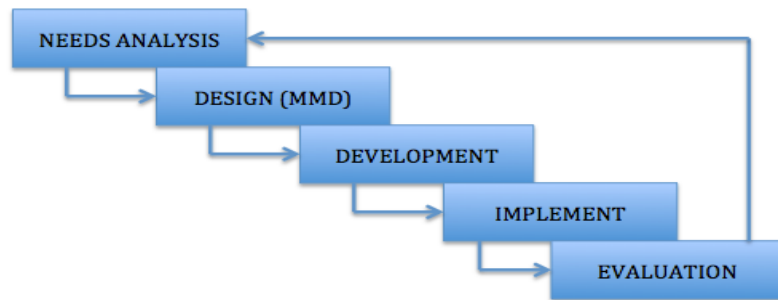 NEEDS ANALYSIS
DESIGN (MMD)
DEVELOPMENT
IMPLEMENT
EVALUATION